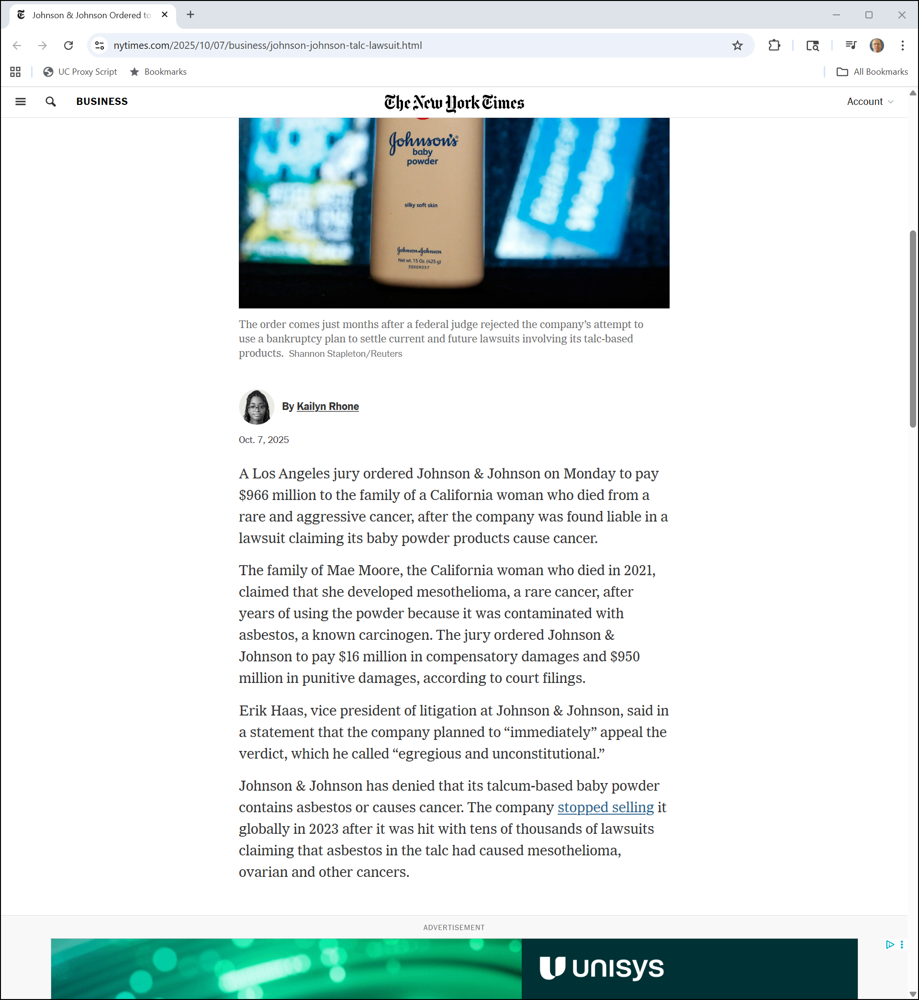 Johnson & Johnson Ordered to
nytimes.com/2025/10/07/business/johnson-johnson-talc-lawsuit.html
UC Proxy Script
Bookmarks
All Bookmarks
BUSINESS
The New York Times
Account
Johnson's®
baby
powder
silky soft skin
Johnson & Johnson
Net wt. 15 Oz. (425 g)
30009257
The order comes just months after a federal judge rejected the company’s attempt to
use a bankruptcy plan to settle current and future lawsuits involving its talc-based
products. Shannon Stapleton/Reuters
By Kailyn Rhone
Oct. 7, 2025
A Los Angeles jury ordered Johnson & Johnson on Monday to pay
$966 million to the family of a California woman who died from a
rare and aggressive cancer, after the company was found liable in a
lawsuit claiming its baby powder products cause cancer.
The family of Mae Moore, the California woman who died in 2021,
claimed that she developed mesothelioma, a rare cancer, after
years of using the powder because it was contaminated with
asbestos, a known carcinogen. The jury ordered Johnson &
Johnson to pay $16 million in compensatory damages and $950
million in punitive damages, according to court filings.
Erik Haas, vice president of litigation at Johnson & Johnson, said in
a statement that the company planned to “immediately” appeal the
verdict, which he called “egregious and unconstitutional.”
Johnson & Johnson has denied that its talcum-based baby powder
contains asbestos or causes cancer. The company stopped selling it
globally in 2023 after it was hit with tens of thousands of lawsuits
claiming that asbestos in the talc had caused mesothelioma,
ovarian and other cancers.
ADVERTISEMENT
UNISYS